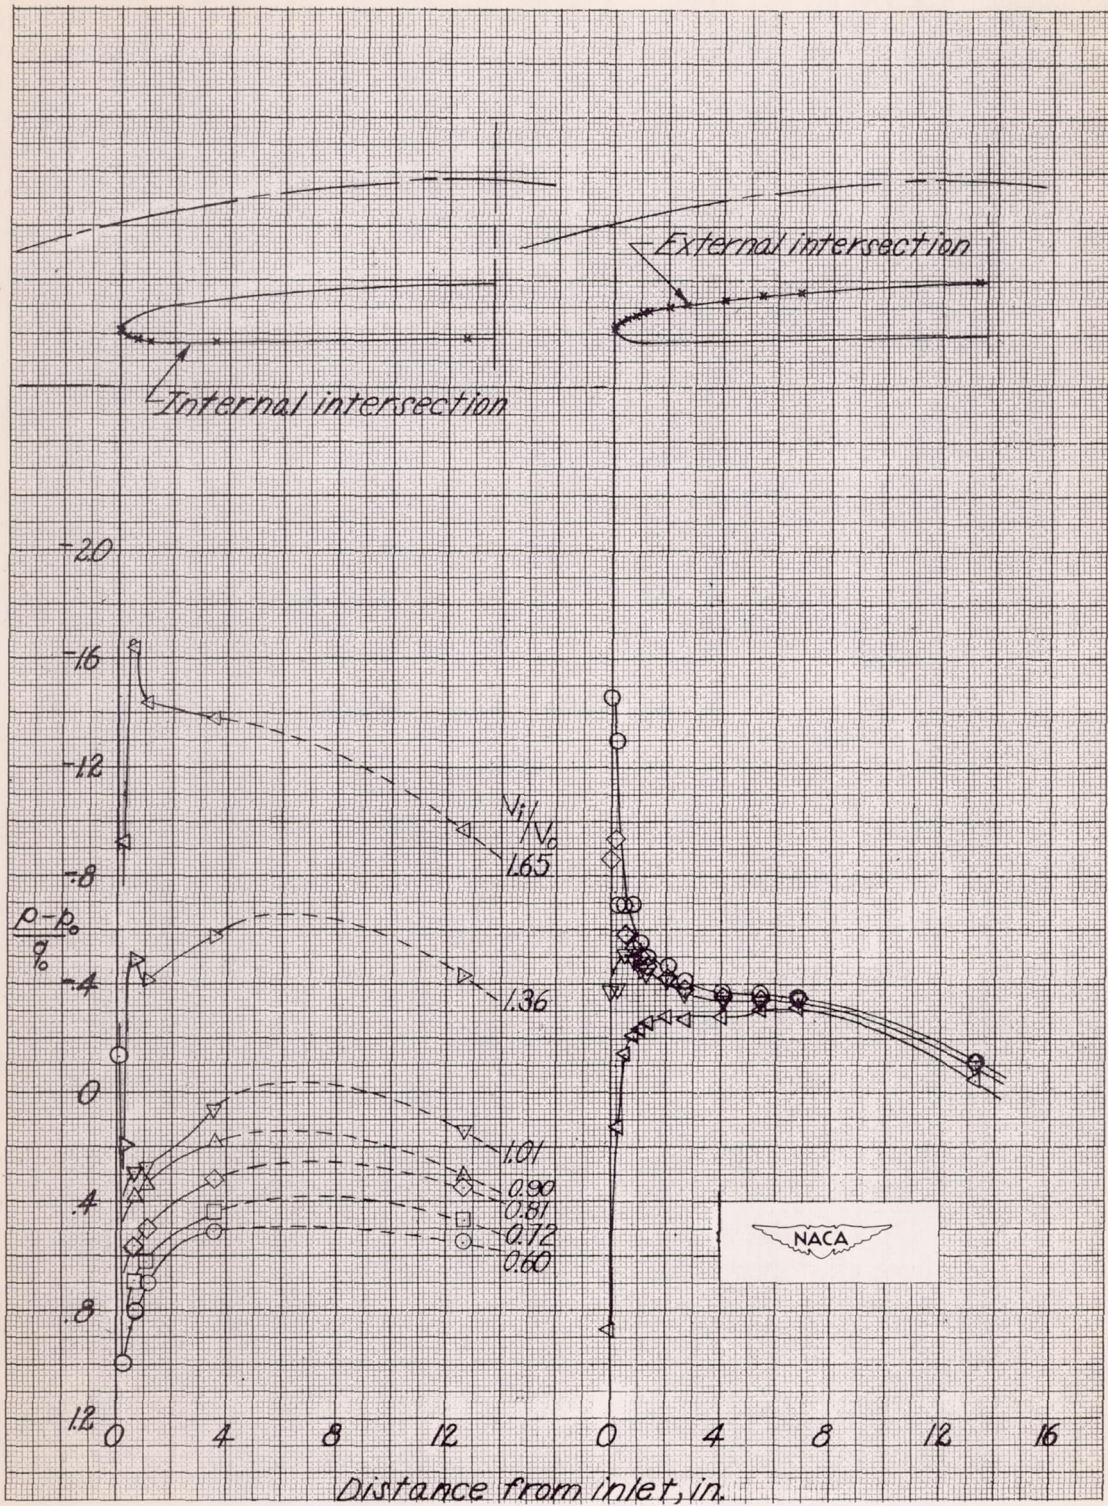 External intersection
Internal intersection
-2.0
-1.6
-1.2
-.8
-.4
0
.4
.8
1.2
p-p₀
q₀
Vi/V₀
1.65
1.36
1.01
0.90
0.81
0.72
0.60
NACA
0 4 8 12 0 4 8 12 16
Distance from inlet, in.